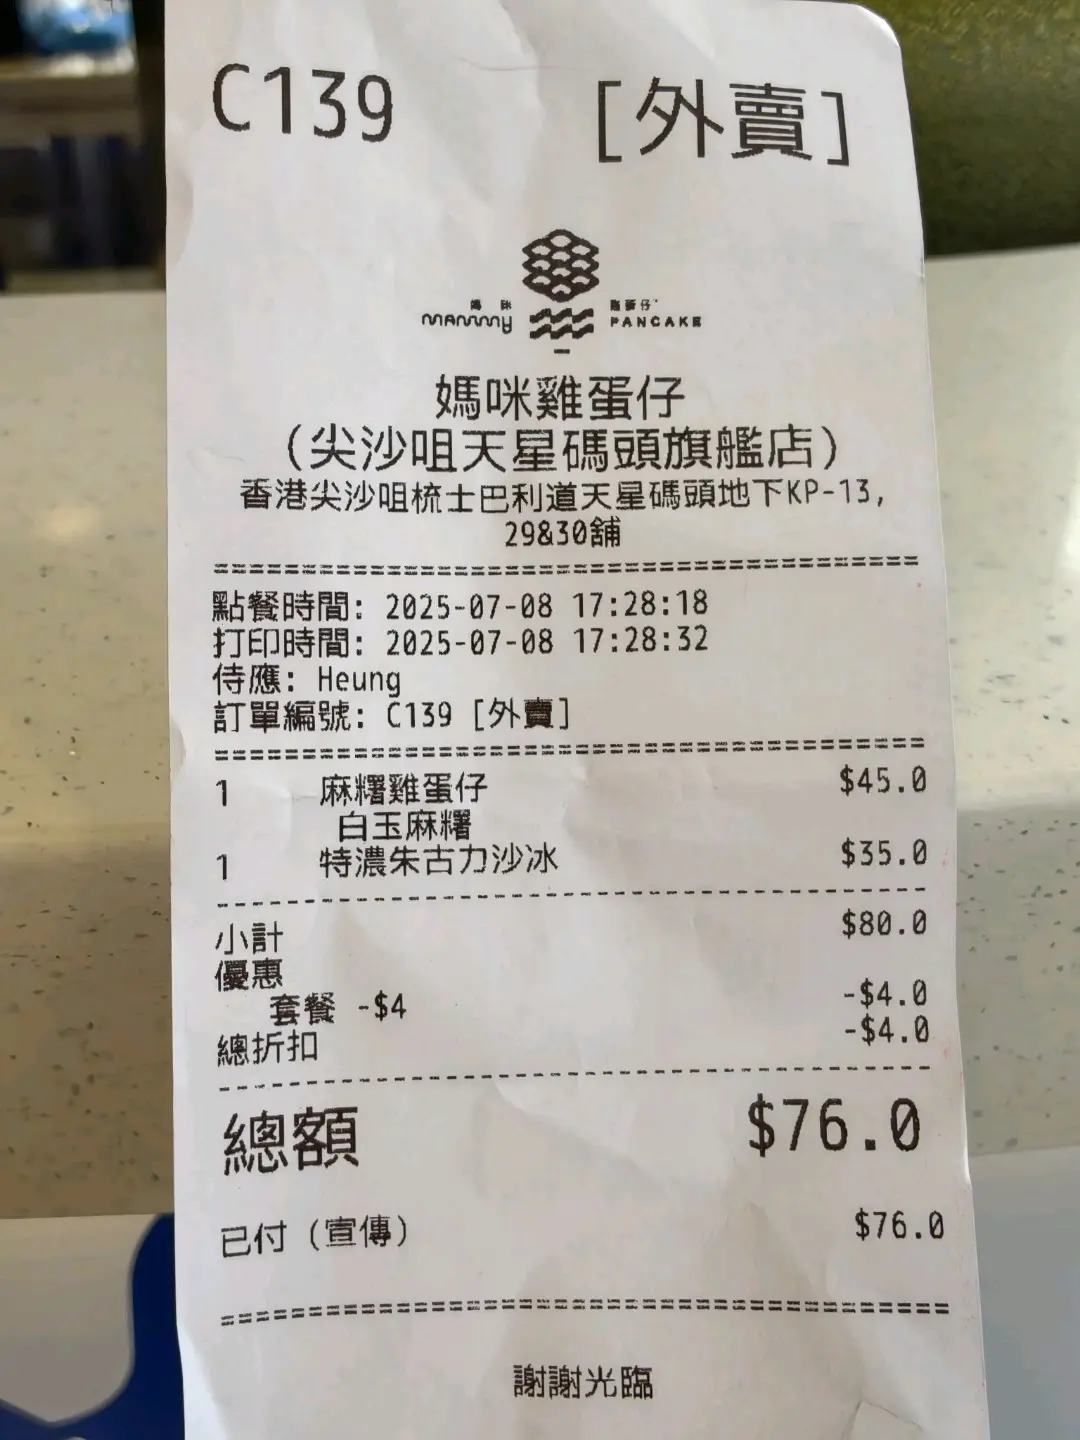 C139 [外賣]
媽咪 雞蛋仔
mammy PANCAKE
媽咪雞蛋仔
(尖沙咀天星碼頭旗艦店)
香港尖沙咀梳士巴利道天星碼頭地下KP-13,
29&30舖
點餐時間: 2025-07-08 17:28:18
打印時間: 2025-07-08 17:28:32
侍應: Heung
訂單編號: C139 [外賣]
1 麻糬雞蛋仔 $45.0
白玉麻糬
1 特濃朱古力沙冰 $35.0
小計 $80.0
優惠
套餐 -$4 -$4.0
總折扣 -$4.0
總額 $76.0
已付 (宣傳) $76.0
謝謝光臨